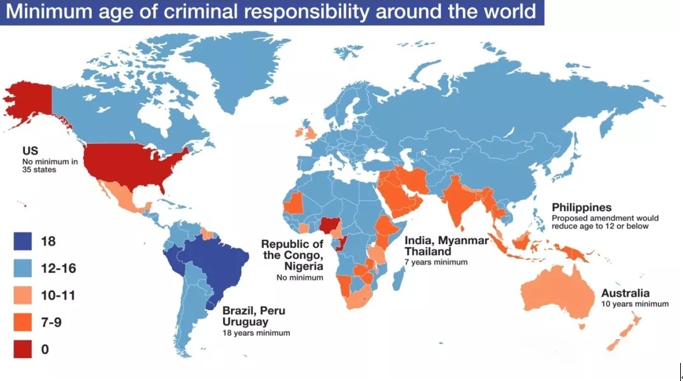 Minimum age of criminal responsibility around the world
US
No minimum in
35 states
18
12-16
10-11
7-9
0
Brazil, Peru
Uruguay
18 years minimum
Republic of
the Congo,
Nigeria
No minimum
India, Myanmar
Thailand
7 years minimum
Philippines
Proposed amendment would
reduce age to 12 or below
Australia
10 years minimum